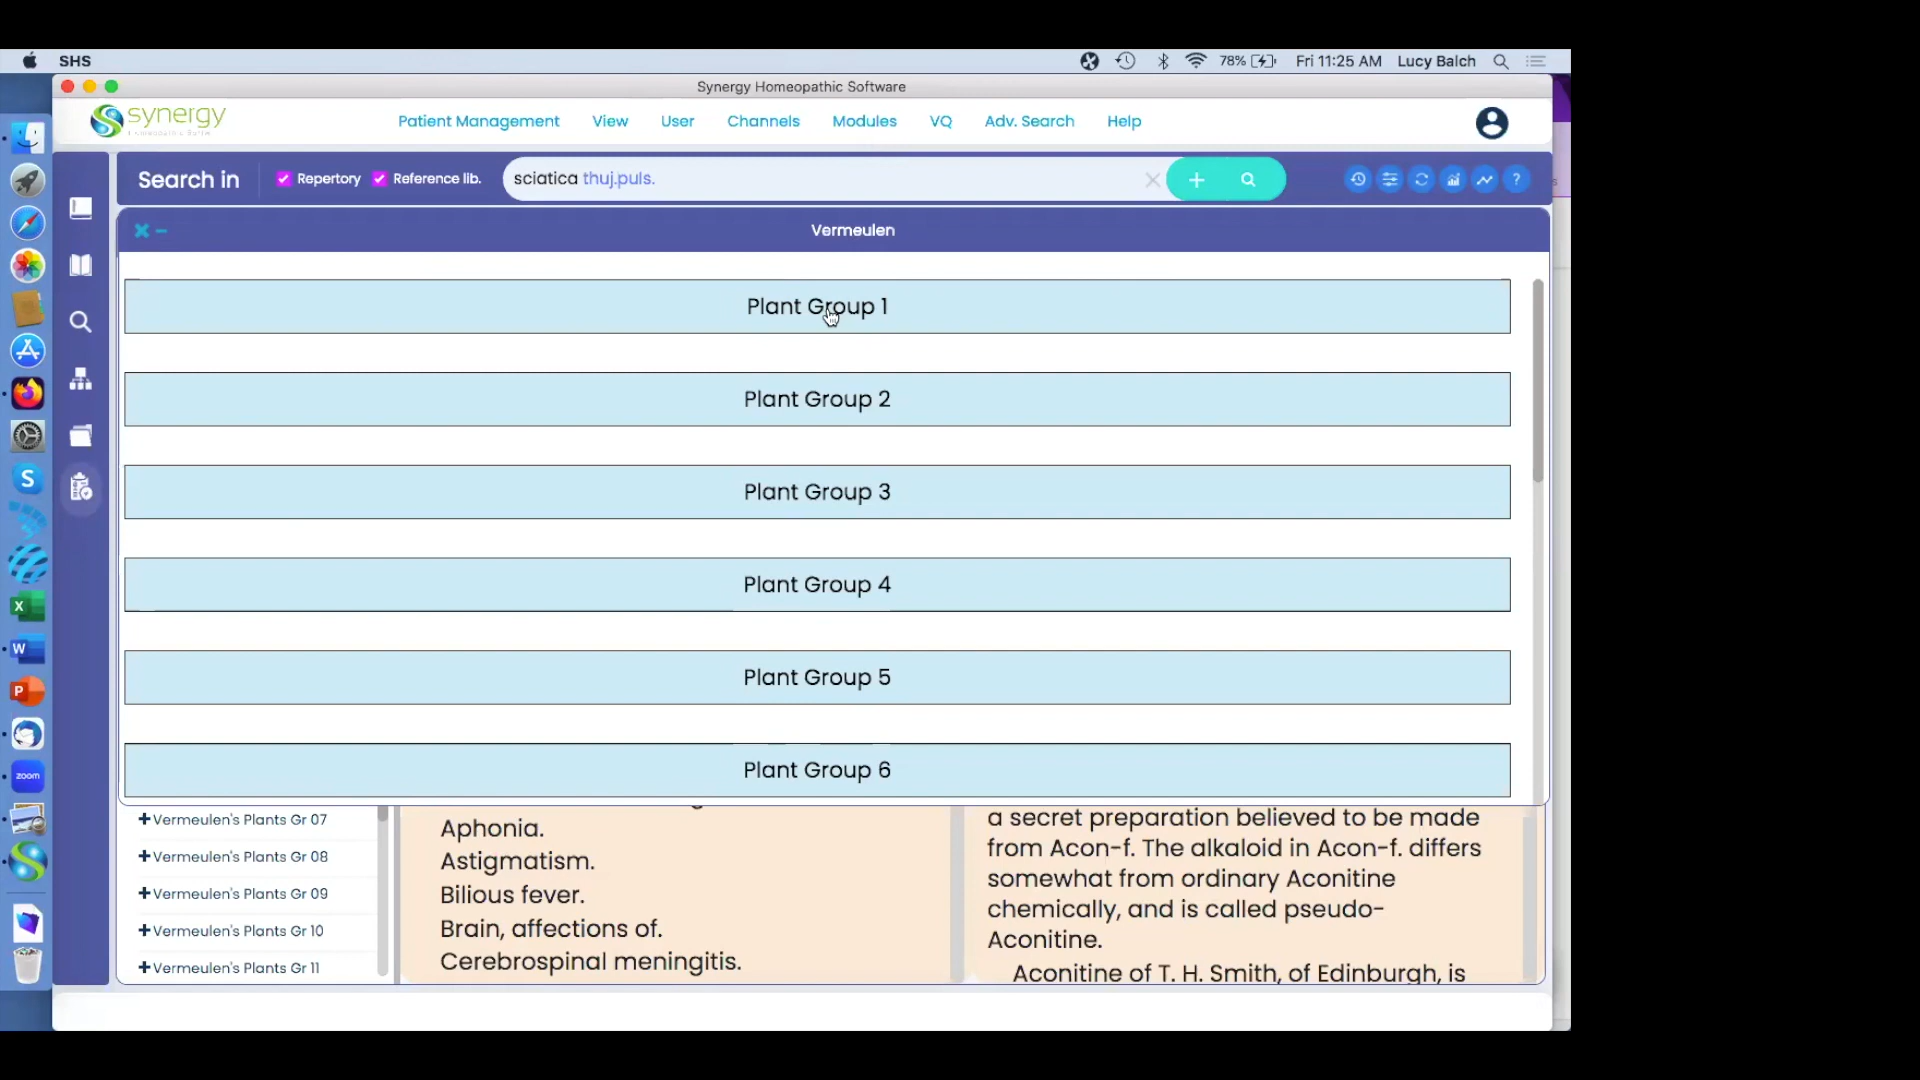 SHS
78%
Fri 11:25 AM
Lucy Balch
Synergy Homeopathic Software
synergy
Patient Management
View
User
Channels
Modules
VQ
Adv. Search
Help
Search in
Repertory
Reference lib.
sciatica thuj.puls.
?
Vermeulen
Plant Group 1
Plant Group 2
Plant Group 3
Plant Group 4
Plant Group 5
Plant Group 6
+Vermeulen's Plants Gr 07
+Vermeulen's Plants Gr 08
+Vermeulen's Plants Gr 09
+Vermeulen's Plants Gr 10
+Vermeulen's Plants Gr 11
Aphonia.
Astigmatism.
Bilious fever.
Brain, affections of.
Cerebrospinal meningitis.
a secret preparation believed to be made
from Acon-f. The alkaloid in Acon-f. differs
somewhat from ordinary Aconitine
chemically, and is called pseudo-
Aconitine.
Aconitine of T. H. Smith, of Edinburgh, is
S
X
W
P
zoom